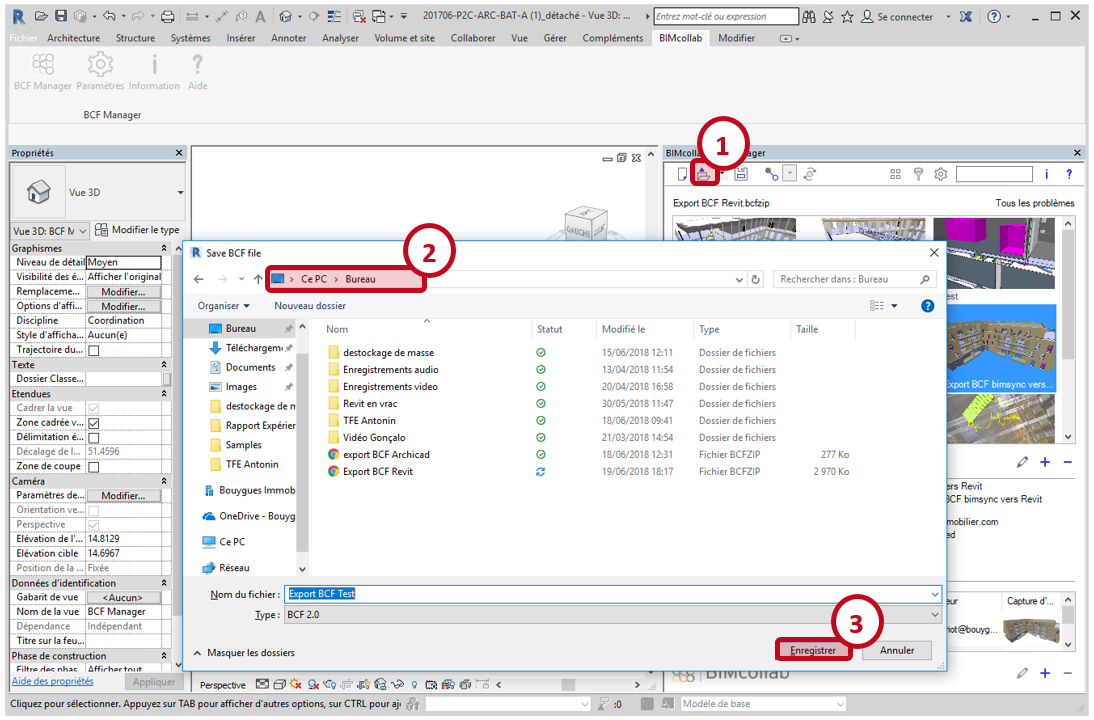 201706-P2C-ARC-BAT-A (1)_détaché - Vue 3D: ...
Entrez mot-clé ou expression
Se connecter
Fichier Architecture Structure Systèmes Insérer Annoter Analyser Volume et site Collaborer Vue Gérer Compléments BIMcollab Modifier
BCF Manager Paramètres Information Aide
BCF Manager
Propriétés
Vue 3D
Vue 3D: BCF M
Modifier le type
Graphismes
Niveau de détail Moyen
Visibilité des é... Afficher l'original
Remplaceme... Modifier...
Options d'affi... Modifier...
Discipline Coordination
Style d'afficha... Aucun(e)
Trajectoire du...
Texte
Dossier Classe...
Etendues
Cadrer la vue
Zone cadrée v...
Délimitation é...
Décalage de l... 51.4596
Zone de coupe
Caméra
Paramètres de... Modifier...
Orientation ve...
Perspective
Elévation de l'... 14.8129
Elévation cible 14.6967
Position de la ... Fixée
Données d'identification
Gabarit de vue <Aucun>
Nom de la vue BCF Manager
Dépendance Indépendant
Titre sur la feu...
Phase de construction
Filtre des phas... Afficher tout
Aide des propriétés
Appliquer
GAUCHE
1
BIMcollab
ager
Export BCF Revit.bcfzip
Tous les problèmes
est
Export BCF bimsync vers...
ers Revit
BCF bimsync vers Revit
mobilier.com
ed
eur
Capture d'...
iot@bouyg...
BIMcollab
Save BCF file
2
Ce PC > Bureau
Rechercher dans : Bureau
Organiser
Nouveau dossier
Bureau
Téléchargem
Documents
Images
destockage de m
Rapport Expérier
Samples
TFE Antonin
Bouygues Immob
OneDrive - Bouyg
Ce PC
Réseau
Nom Statut Modifié le Type Taille
destockage de masse 15/06/2018 12:11 Dossier de fichiers
Enregistrements audio 13/04/2018 11:54 Dossier de fichiers
Enregistrements video 20/04/2018 16:58 Dossier de fichiers
Revit en vrac 30/05/2018 11:47 Dossier de fichiers
TFE Antonin 18/06/2018 09:41 Dossier de fichiers
Vidéo Gonçalo 21/03/2018 14:54 Dossier de fichiers
export BCF Archicad 18/06/2018 12:31 Fichier BCFZIP 277 Ko
Export BCF Revit 19/06/2018 18:17 Fichier BCFZIP 2 970 Ko
Nom du fichier : Export BCF Test
Type : BCF 2.0
3
Masquer les dossiers
Enregistrer
Annuler
Perspective
Cliquez pour sélectionner. Appuyez sur TAB pour afficher d'autres options, sur CTRL pour aj
:0
Modèle de base